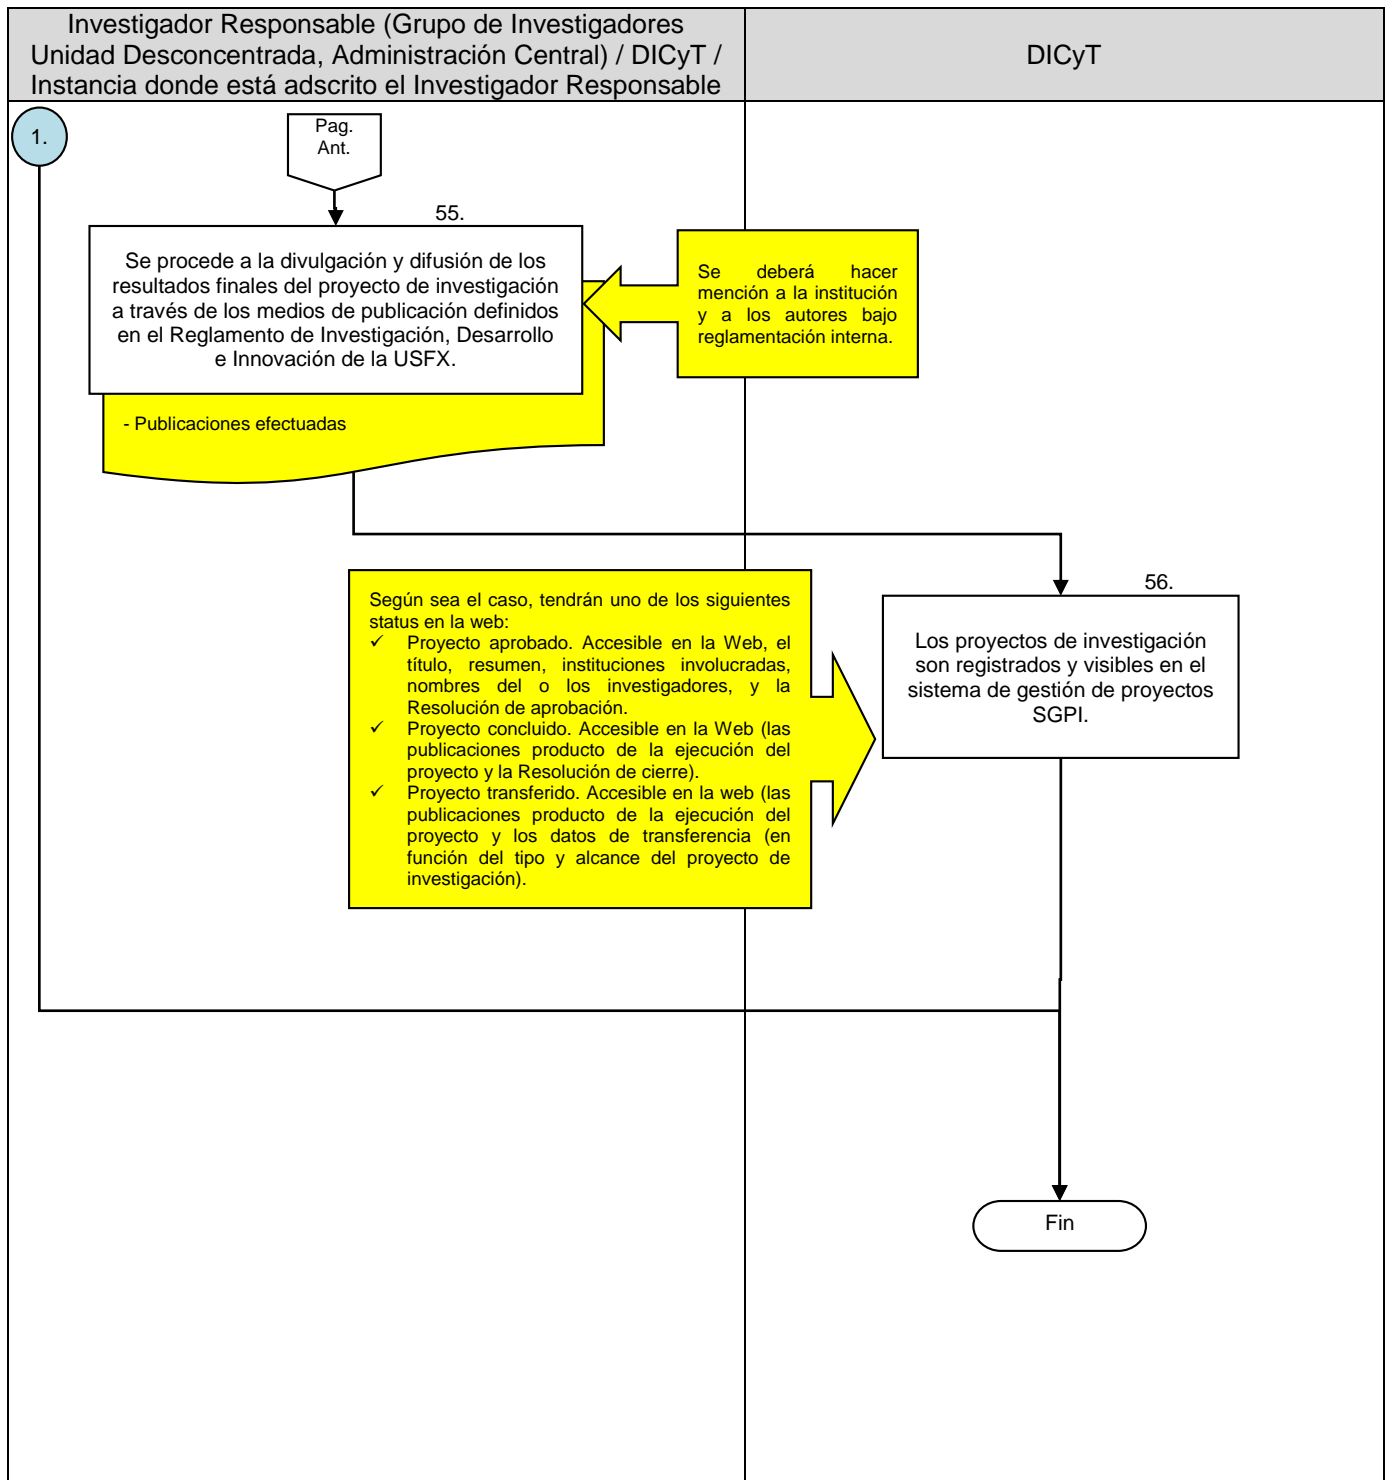 Investigador Responsable (Grupo de Investigadores
Unidad Desconcentrada, Administración Central) / DICyT /
Instancia donde está adscrito el Investigador Responsable
DICyT
1.
Pag.
Ant.
55.
Se procede a la divulgación y difusión de los
resultados finales del proyecto de investigación
a través de los medios de publicación definidos
en el Reglamento de Investigación, Desarrollo
e Innovación de la USFX.
Se deberá hacer
mención a la institución
y a los autores bajo
reglamentación interna.
- Publicaciones efectuadas
Según sea el caso, tendrán uno de los siguientes
status en la web:
✓ Proyecto aprobado. Accesible en la Web, el
título, resumen, instituciones involucradas,
nombres del o los investigadores, y la
Resolución de aprobación.
✓ Proyecto concluido. Accesible en la Web (las
publicaciones producto de la ejecución del
proyecto y la Resolución de cierre).
✓ Proyecto transferido. Accesible en la web (las
publicaciones producto de la ejecución del
proyecto y los datos de transferencia (en
función del tipo y alcance del proyecto de
investigación).
56.
Los proyectos de investigación
son registrados y visibles en el
sistema de gestión de proyectos
SGPI.
Fin